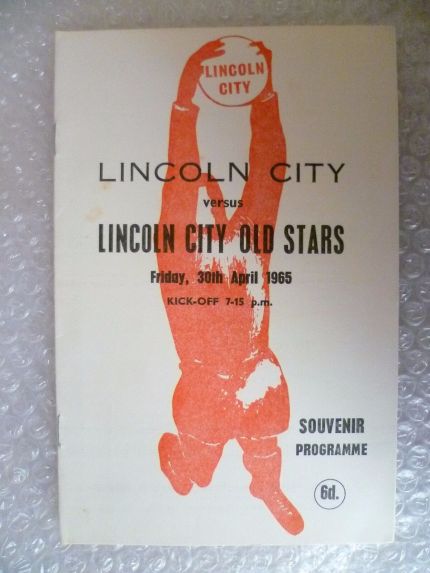 LINCOLN
CITY
LINCOLN CITY
versus
LINCOLN CITY OLD STARS
Friday, 30th April 1965
KICK-OFF 7-15 p.m.
SOUVENIR
PROGRAMME
6d.